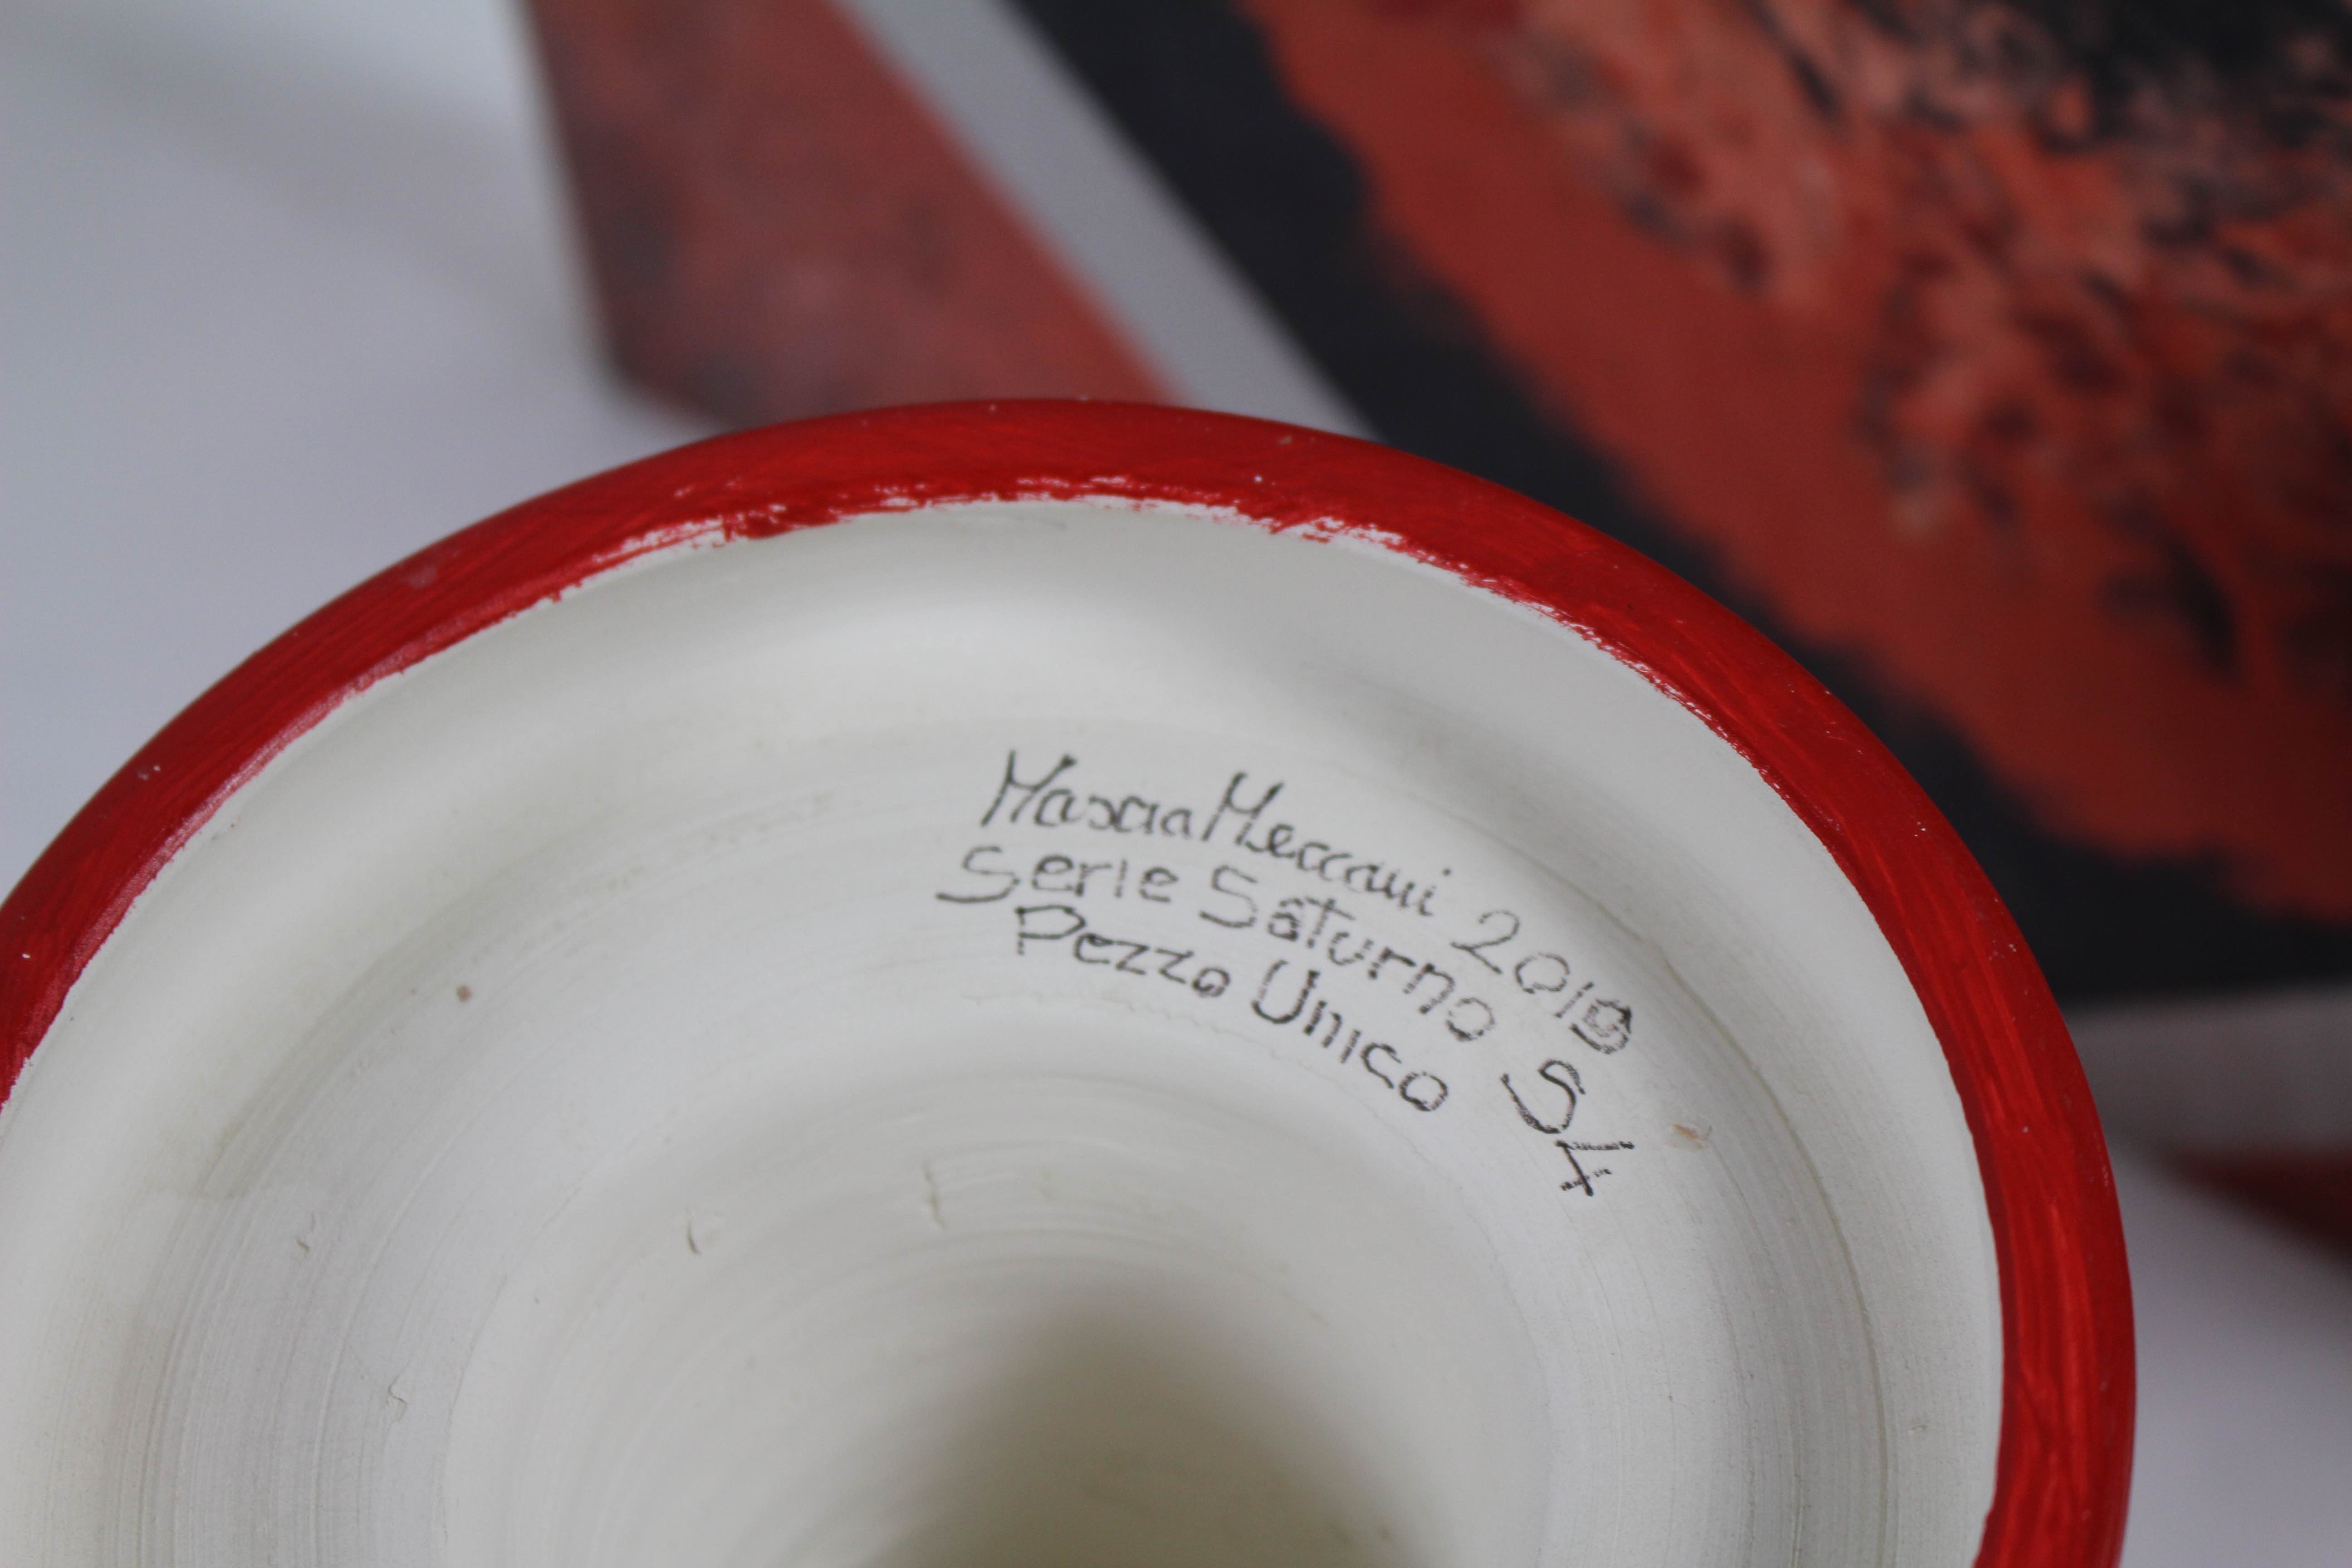 Mascia Meccani 2019
Serie Saturno S4
Pezzo Unico